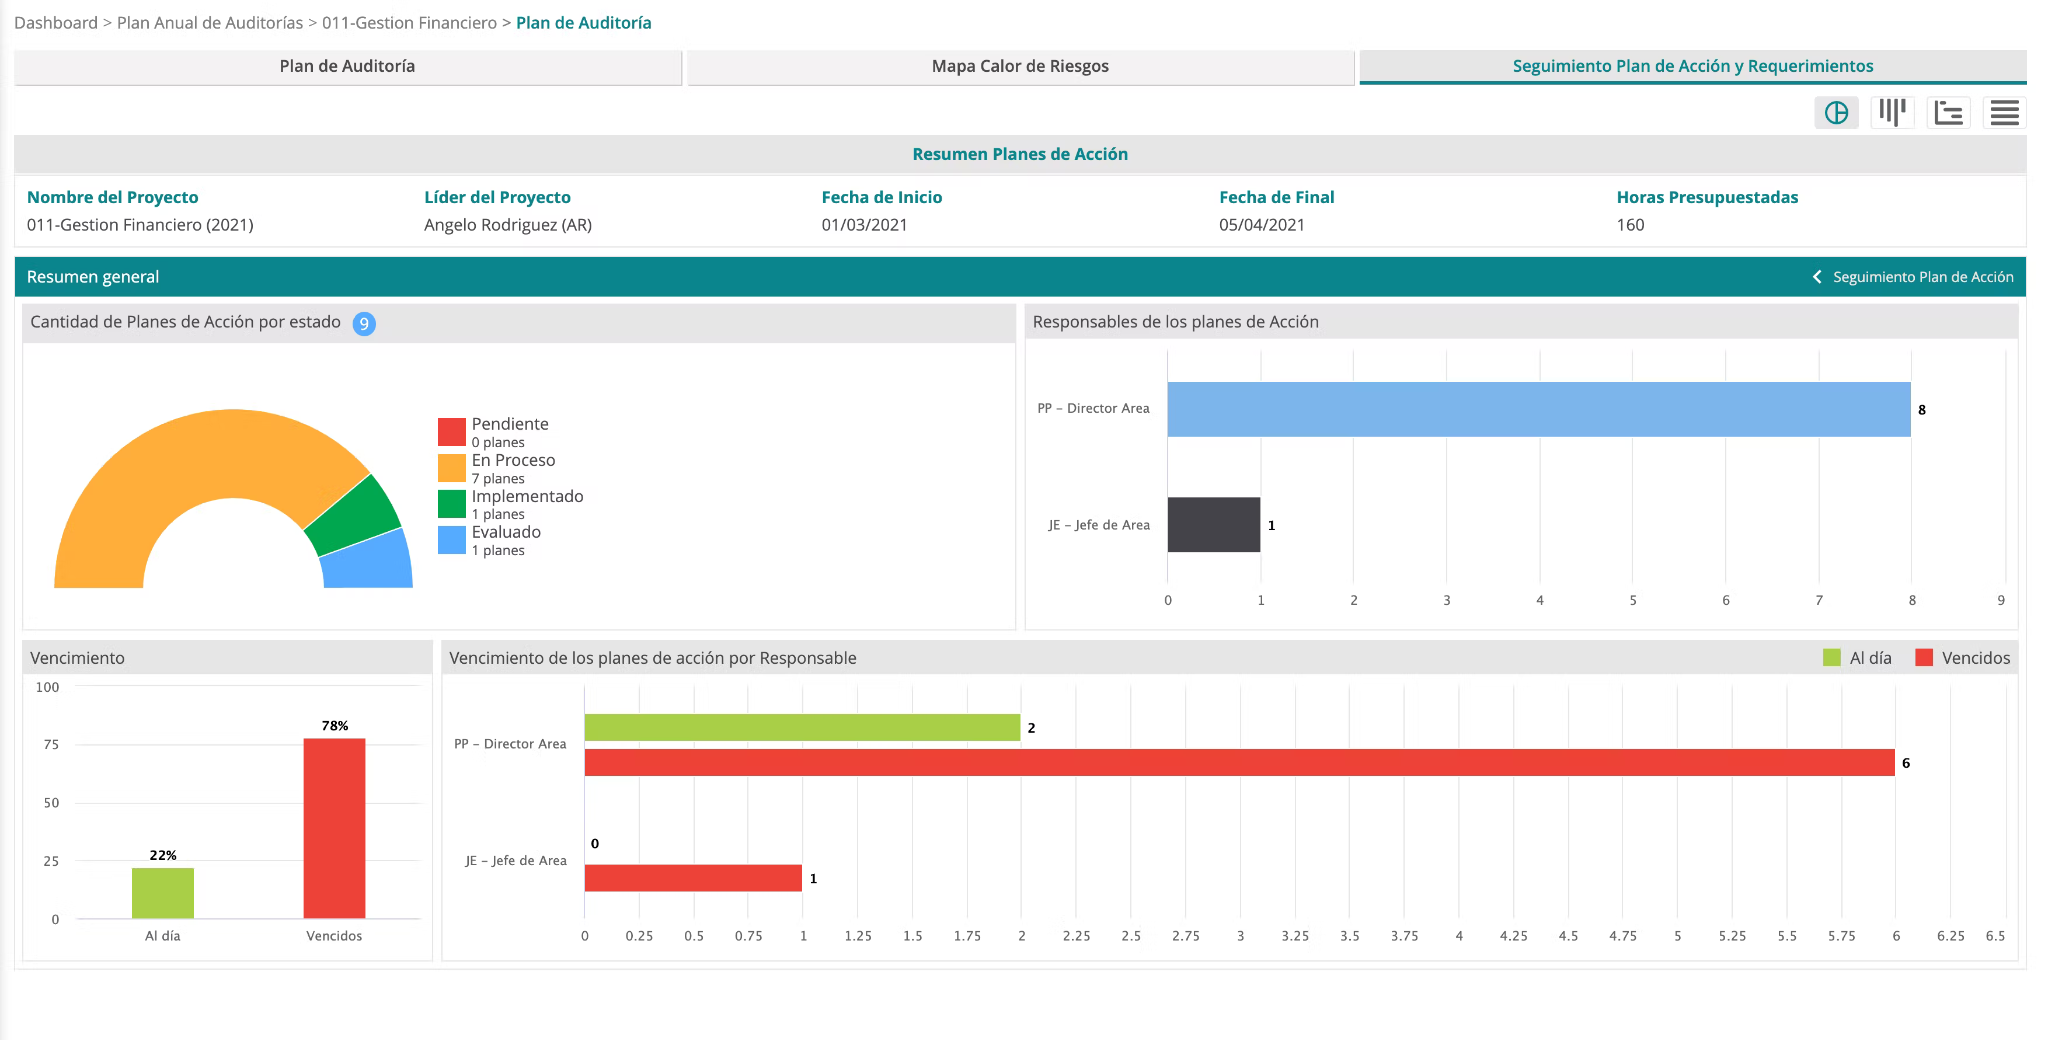 Dashboard > Plan Anual de Auditorías > 011-Gestion Financiero > Plan de Auditoría
Plan de Auditoría
Mapa Calor de Riesgos
Seguimiento Plan de Acción y Requerimientos
Resumen Planes de Acción
Nombre del Proyecto
011-Gestion Financiero (2021)
Líder del Proyecto
Angelo Rodriguez (AR)
Fecha de Inicio
01/03/2021
Fecha de Final
05/04/2021
Horas Presupuestadas
160
Resumen general
Seguimiento Plan de Acción
Cantidad de Planes de Acción por estado 9
Pendiente
0 planes
En Proceso
7 planes
Implementado
1 planes
Evaluado
1 planes
Responsables de los planes de Acción
PP – Director Area
8
JE – Jefe de Area
1
0 1 2 3 4 5 6 7 8 9
Vencimiento
100
75
50
25
0
22%
78%
Al día
Vencidos
Vencimiento de los planes de acción por Responsable
Al día
Vencidos
PP – Director Area
2
6
JE – Jefe de Area
0
1
0 0.25 0.5 0.75 1 1.25 1.5 1.75 2 2.25 2.5 2.75 3 3.25 3.5 3.75 4 4.25 4.5 4.75 5 5.25 5.5 5.75 6 6.25 6.5